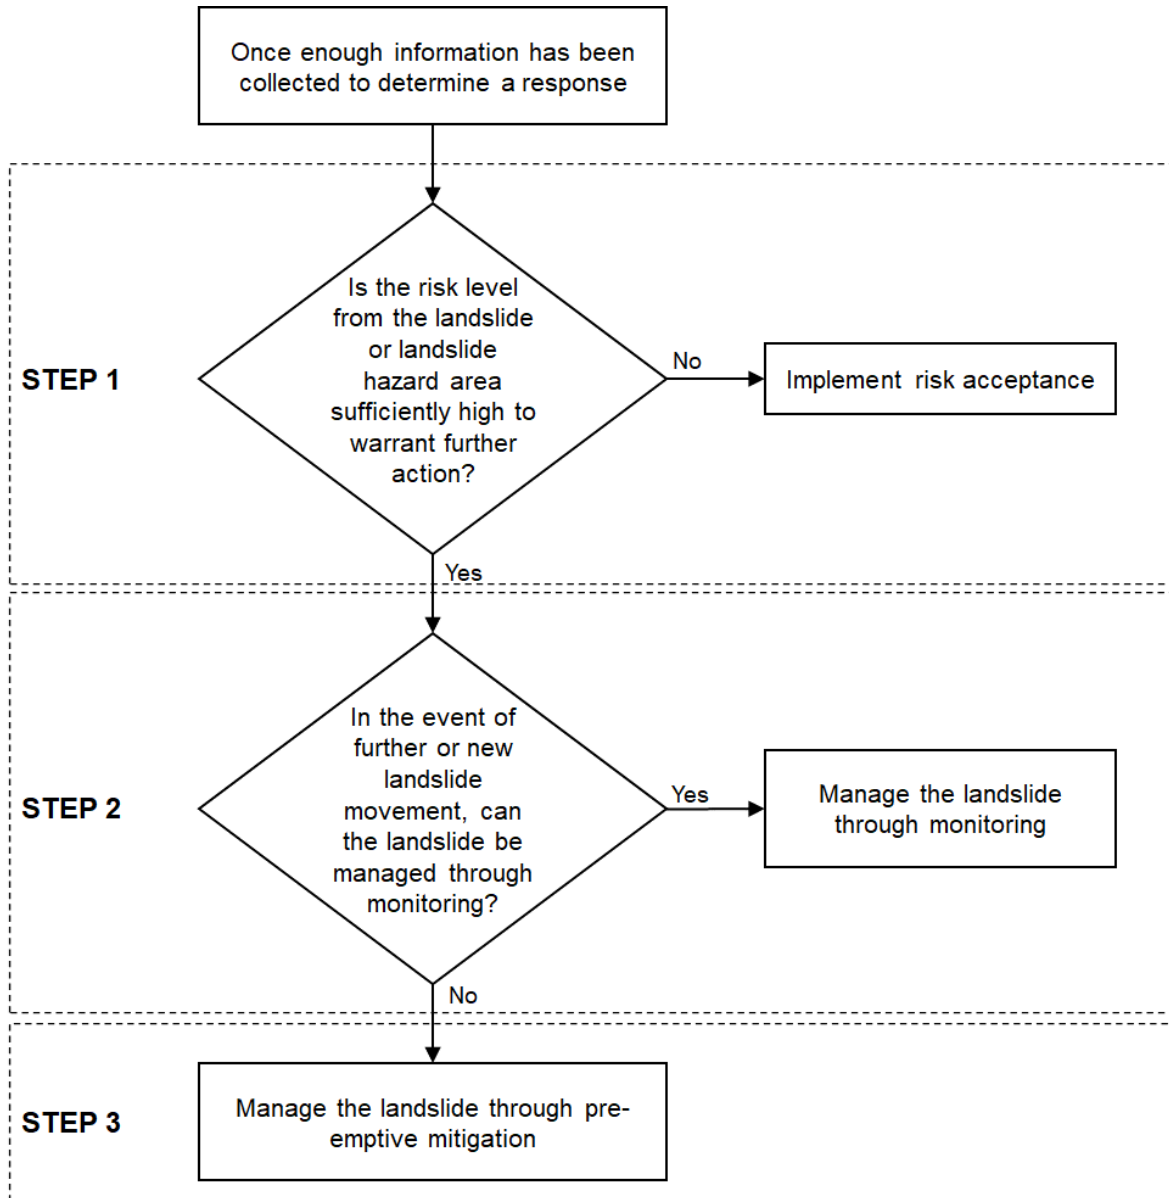 Once enough information has been
collected to determine a response
STEP 1
Is the risk level
from the landslide
or landslide
hazard area
sufficiently high to
warrant further
action?
No
Implement risk acceptance
Yes
STEP 2
In the event of
further or new
landslide
movement, can
the landslide be
managed through
monitoring?
Yes
Manage the landslide
through monitoring
No
STEP 3
Manage the landslide through pre-
emptive mitigation